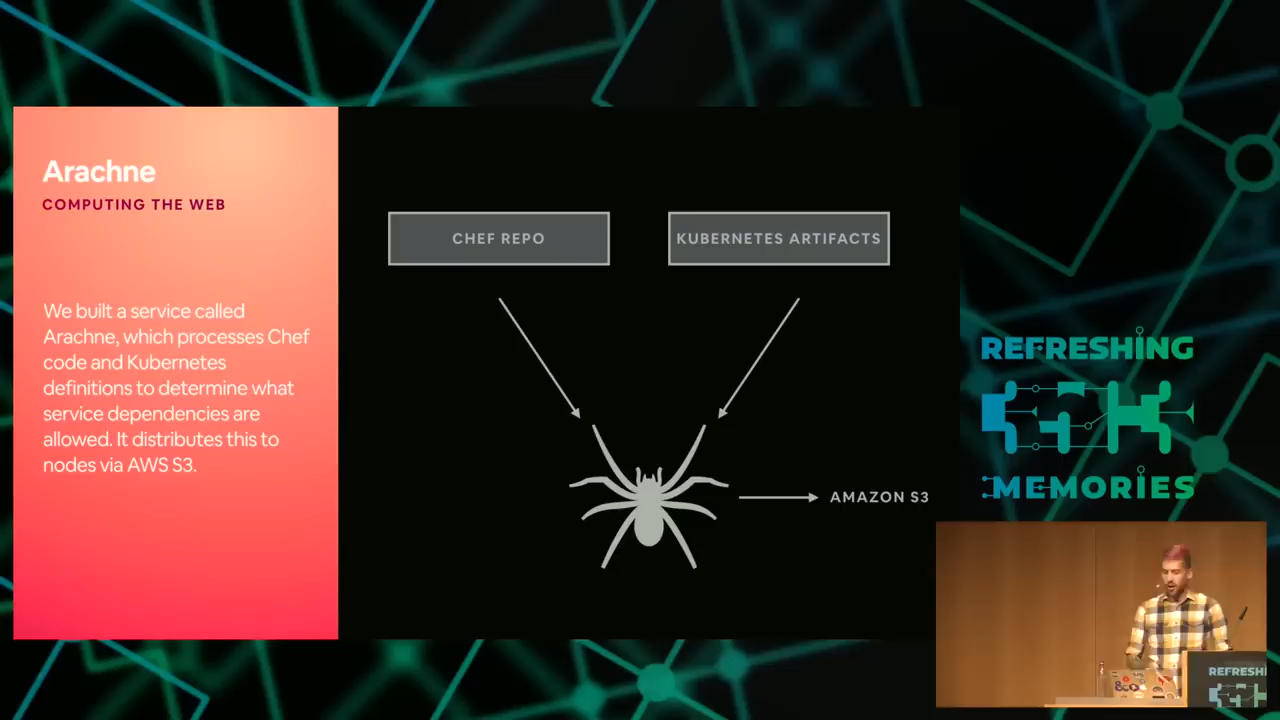 Arachne
COMPUTING THE WEB
We built a service called
Arachne, which processes Chef
code and Kubernetes
definitions to determine what
service dependencies are
allowed. It distributes this to
nodes via AWS S3.
CHEF REPO
KUBERNETES ARTIFACTS
AMAZON S3
REFRESHING
36K
MEMORIES
REFRESHI